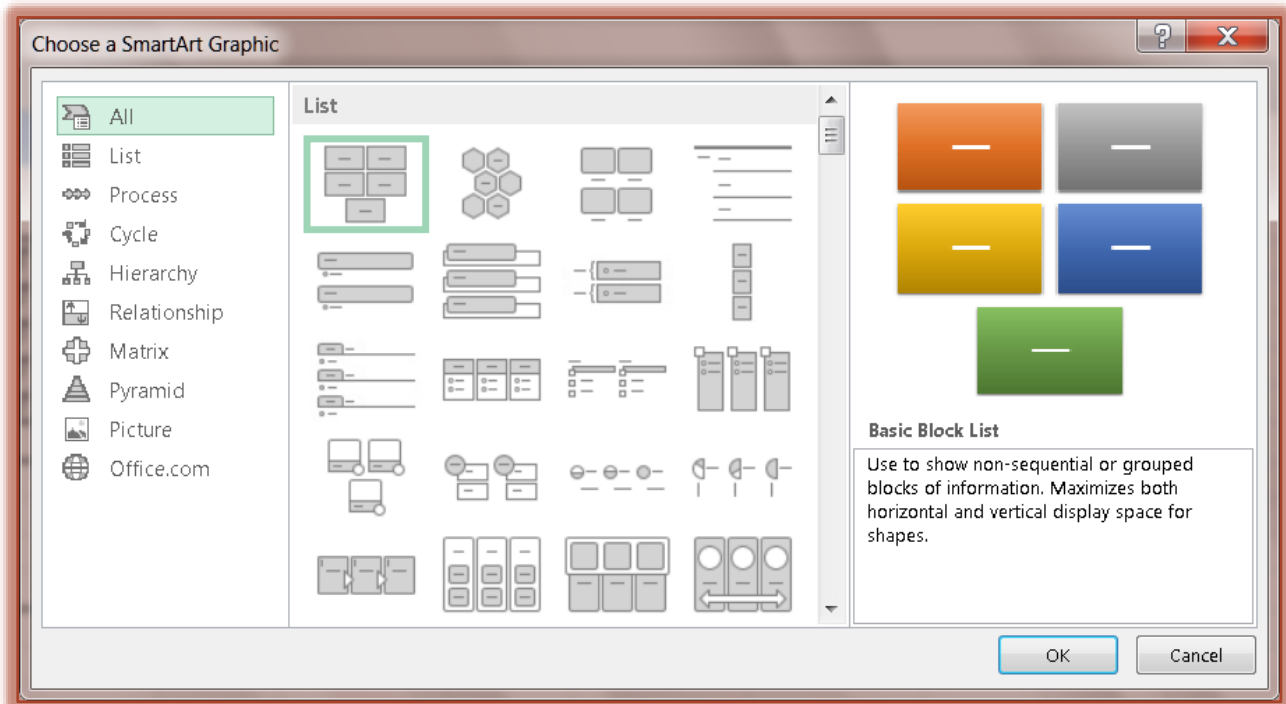 Choose a SmartArt Graphic
All
List
Process
Cycle
Hierarchy
Relationship
Matrix
Pyramid
Picture
Office.com
List
Basic Block List
Use to show non-sequential or grouped
blocks of information. Maximizes both
horizontal and vertical display space for
shapes.
OK
Cancel